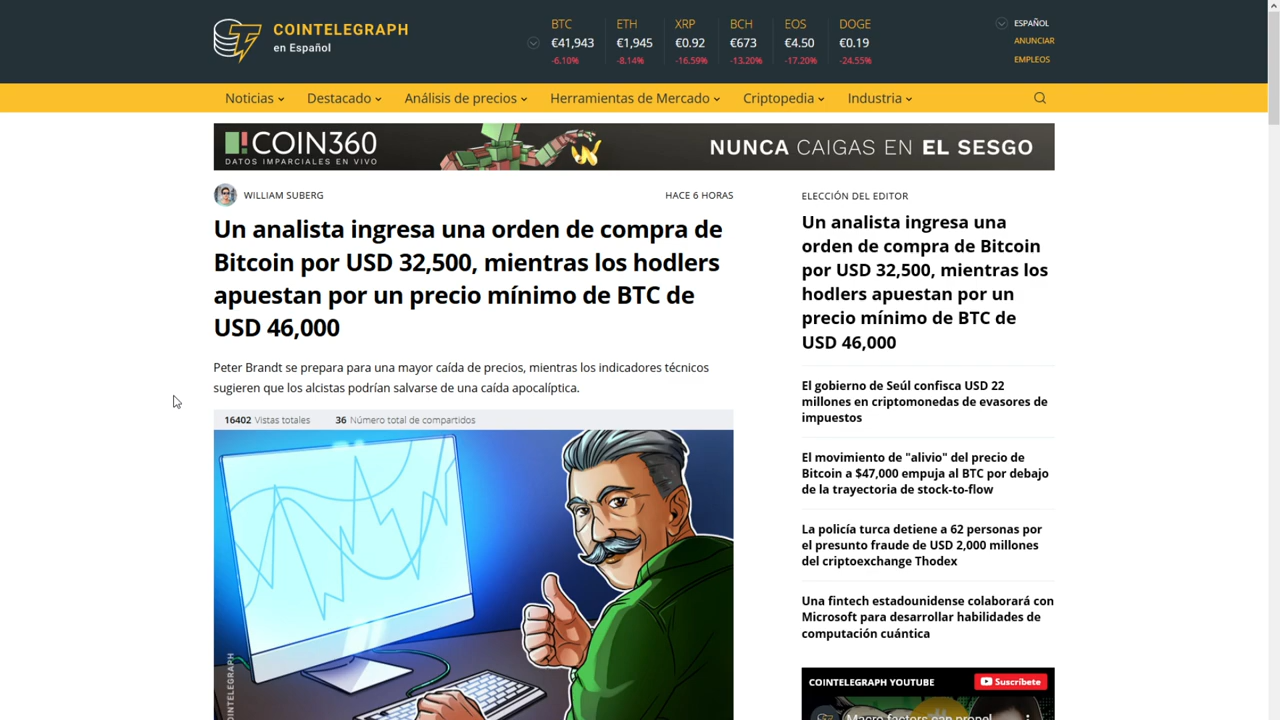 COINTELEGRAPH
en Español
BTC ETH XRP BCH EOS DOGE
€41,943 €1,945 €0.92 €673 €4.50 €0.19
-6.10% -8.14% -16.59% -13.20% -17.20% -24.55%
ESPAÑOL
ANUNCIAR
EMPLEOS
Noticias Destacado Análisis de precios Herramientas de Mercado Criptopedia Industria
COIN360
DATOS IMPARCIALES EN VIVO
NUNCA CAIGAS EN EL SESGO
WILLIAM SUBERG HACE 6 HORAS
Un analista ingresa una orden de compra de
Bitcoin por USD 32,500, mientras los hodlers
apuestan por un precio mínimo de BTC de
USD 46,000
Peter Brandt se prepara para una mayor caída de precios, mientras los indicadores técnicos
sugieren que los alcistas podrían salvarse de una caída apocalíptica.
16402 Vistas totales 36 Número total de compartidos
COINTELEGRAPH
ELECCIÓN DEL EDITOR
Un analista ingresa una
orden de compra de Bitcoin
por USD 32,500, mientras los
hodlers apuestan por un
precio mínimo de BTC de
USD 46,000
El gobierno de Seúl confisca USD 22
millones en criptomonedas de evasores de
impuestos
El movimiento de "alivio" del precio de
Bitcoin a $47,000 empuja al BTC por debajo
de la trayectoria de stock-to-flow
La policía turca detiene a 62 personas por
el presunto fraude de USD 2,000 millones
del criptoexchange Thodex
Una fintech estadounidense colaborará con
Microsoft para desarrollar habilidades de
computación cuántica
COINTELEGRAPH YOUTUBE Suscríbete
Macro factors can propel